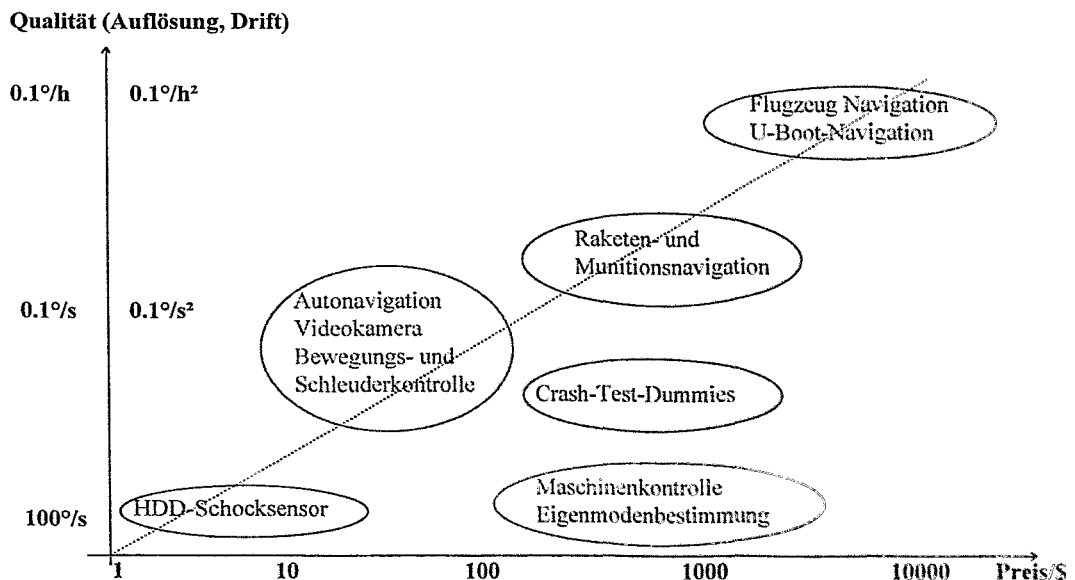 Qualität (Auflösung, Drift)
0.1°/h 0.1°/h²
Flugzeug Navigation
U-Boot-Navigation
Raketen- und
Munitionsnavigation
0.1°/s 0.1°/s²
Autonavigation
Videokamera
Bewegungs- und
Schleuderkontrolle
Crash-Test-Dummies
100°/s
HDD-Schocksensor
Maschinenkontrolle
Eigenmodenbestimmung
1 10 100 1000 10000 Preis/$